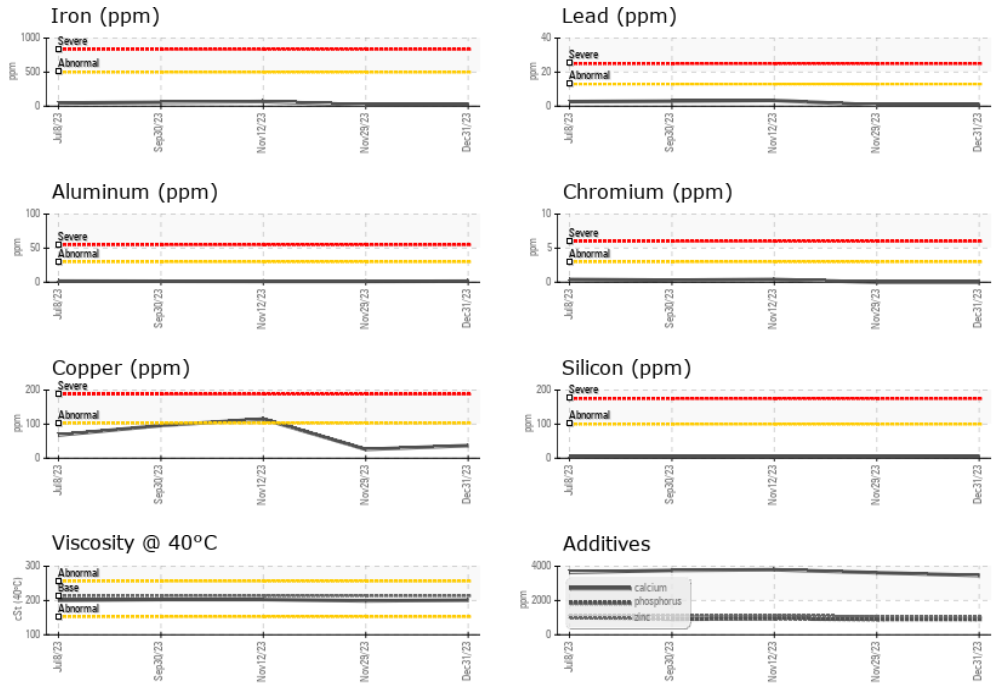 Iron (ppm)
Lead (ppm)
1000
500
0
ppm
Severe
Abnormal
Jul8/23
Sep30/23
Nov12/23
Nov29/23
Dec31/23
40
20
0
ppm
Severe
Abnormal
Jul8/23
Sep30/23
Nov12/23
Nov29/23
Dec31/23
Aluminum (ppm)
Chromium (ppm)
100
50
0
ppm
Severe
Abnormal
Jul8/23
Sep30/23
Nov12/23
Nov29/23
Dec31/23
10
5
0
ppm
Severe
Abnormal
Jul8/23
Sep30/23
Nov12/23
Nov29/23
Dec31/23
Copper (ppm)
Silicon (ppm)
200
100
0
ppm
Severe
Abnormal
Jul8/23
Sep30/23
Nov12/23
Nov29/23
Dec31/23
200
100
0
ppm
Severe
Abnormal
Jul8/23
Sep30/23
Nov12/23
Nov29/23
Dec31/23
Viscosity @ 40°C
Additives
300
200
100
cSt (40°C)
Abnormal
Base
Abnormal
Jul8/23
Sep30/23
Nov12/23
Nov29/23
Dec31/23
4000
2000
0
ppm
calcium
phosphorus
zinc
Jul8/23
Sep30/23
Nov12/23
Nov29/23
Dec31/23